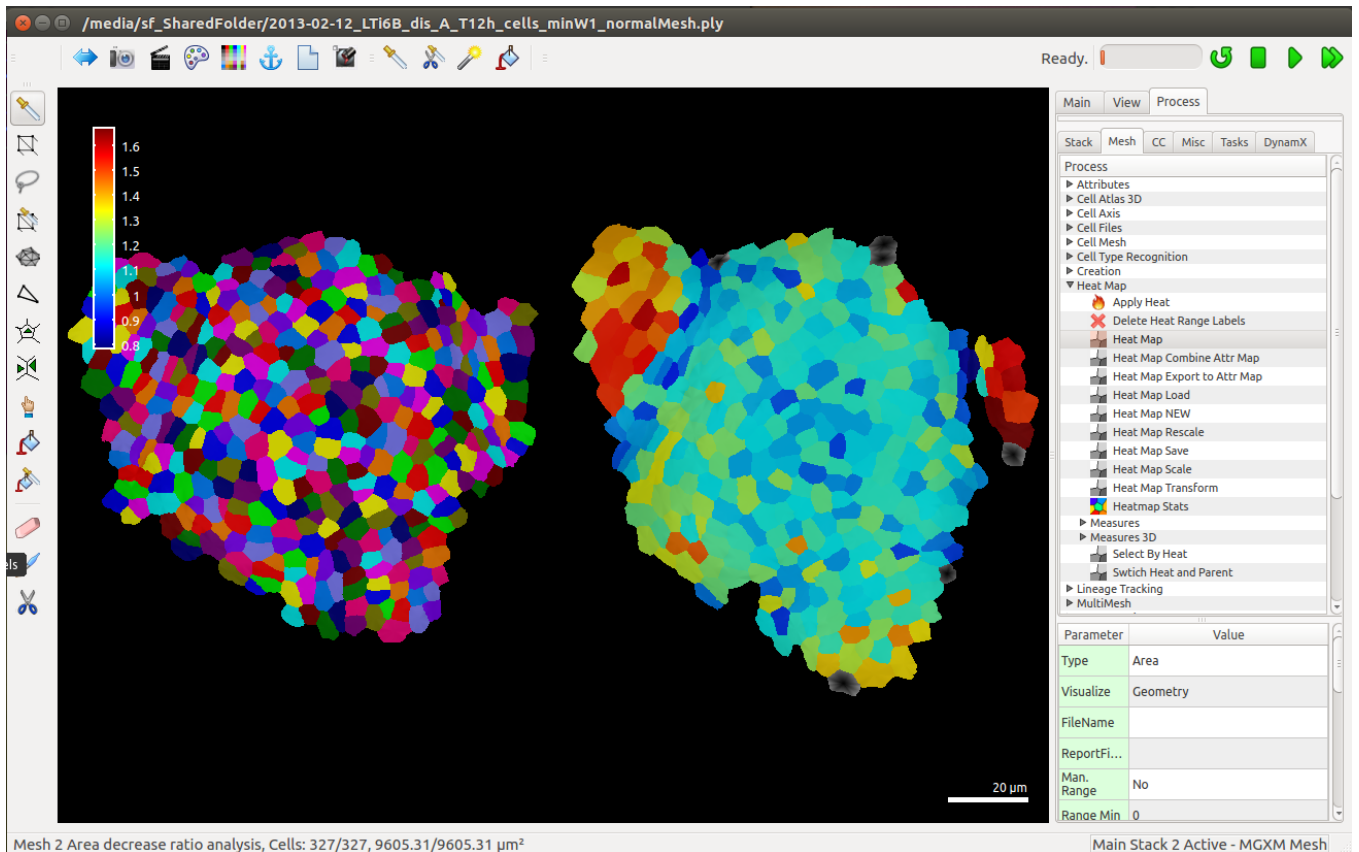 /media/sf_SharedFolder/2013-02-12_LTi6B_dis_A_T12h_cells_minW1_normalMesh.ply
Ready.
Main View Process
Stack Mesh CC Misc Tasks DynamX
Process
Attributes
Cell Atlas 3D
Cell Axis
Cell Files
Cell Mesh
Cell Type Recognition
Creation
Heat Map
Apply Heat
Delete Heat Range Labels
Heat Map
Heat Map Combine Attr Map
Heat Map Export to Attr Map
Heat Map Load
Heat Map NEW
Heat Map Rescale
Heat Map Save
Heat Map Scale
Heat Map Transform
Heatmap Stats
Measures
Measures 3D
Select By Heat
Swtich Heat and Parent
Lineage Tracking
MultiMesh
Parameter Value
Type Area
Visualize Geometry
FileName
ReportFi...
Man. Range No
Range Min 0
1.6
1.5
1.4
1.3
1.2
1.1
1
0.9
0.8
els
20 µm
Mesh 2 Area decrease ratio analysis, Cells: 327/327, 9605.31/9605.31 µm²
Main Stack 2 Active - MGXM Mesh